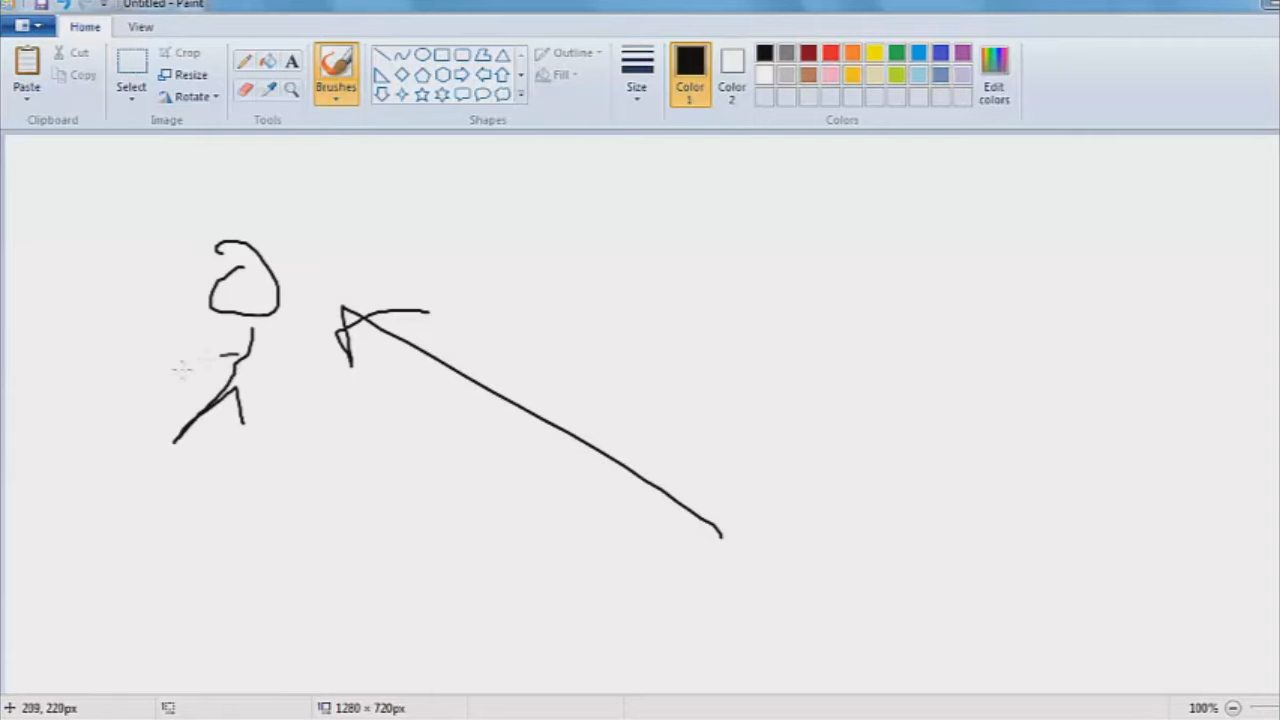 Untitled - Paint
Home View
Paste Cut Copy Select Crop Resize Rotate A Brushes Outline Fill Size Color 1 Color 2 Edit colors
Clipboard Image Tools Shapes Colors
209, 220px 1280 × 720px 100%